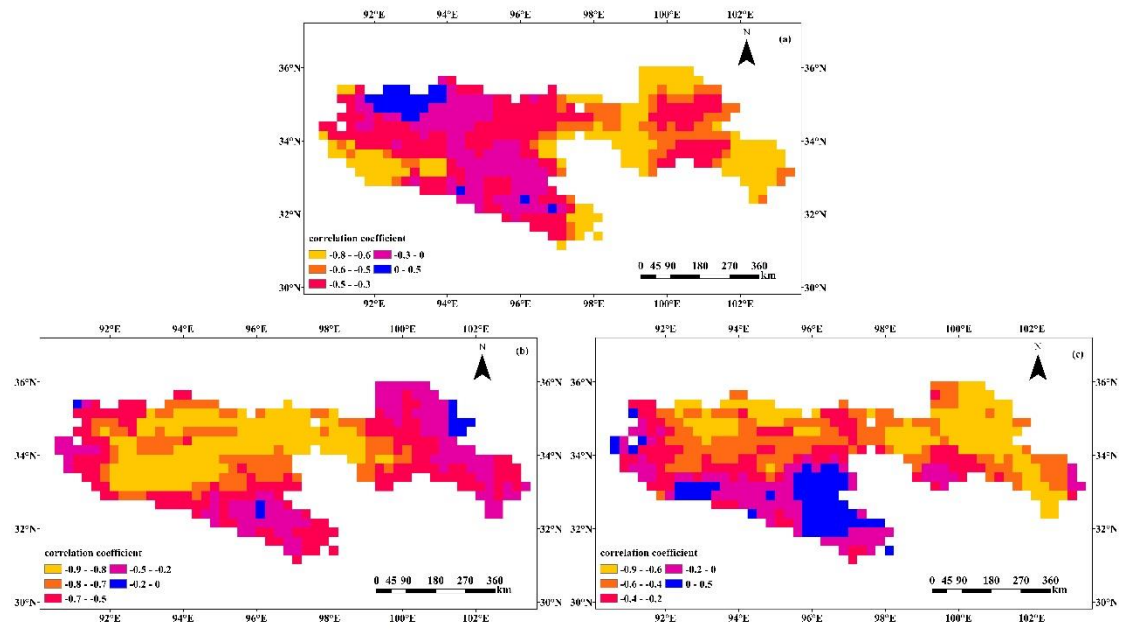 92°E 94°E 96°E 98°E 100°E 102°E
(a)
N
36°N 36°N
34°N 34°N
32°N 32°N
30°N 30°N
correlation coefficient
-0.8 - -0.6 -0.3 - 0
-0.6 - -0.5 0 - 0.5
-0.5 - -0.3
0 45 90 180 270 360
km
92°E 94°E 96°E 98°E 100°E 102°E
92°E 94°E 96°E 98°E 100°E 102°E
(b)
N
36°N 36°N
34°N 34°N
32°N 32°N
30°N 30°N
correlation coefficient
-0.9 - -0.8 -0.5 - -0.2
-0.8 - -0.7 -0.2 - 0
-0.7 - -0.5
0 45 90 180 270 360
km
92°E 94°E 96°E 98°E 100°E 102°E
92°E 94°E 96°E 98°E 100°E 102°E
(c)
N
36°N
34°N
32°N
30°N
correlation coefficient
-0.9 - -0.6 -0.2 - 0
-0.6 - -0.4 0 - 0.5
-0.4 - -0.2
0 45 90 180 270 360
km
92°E 94°E 96°E 98°E 100°E 102°E